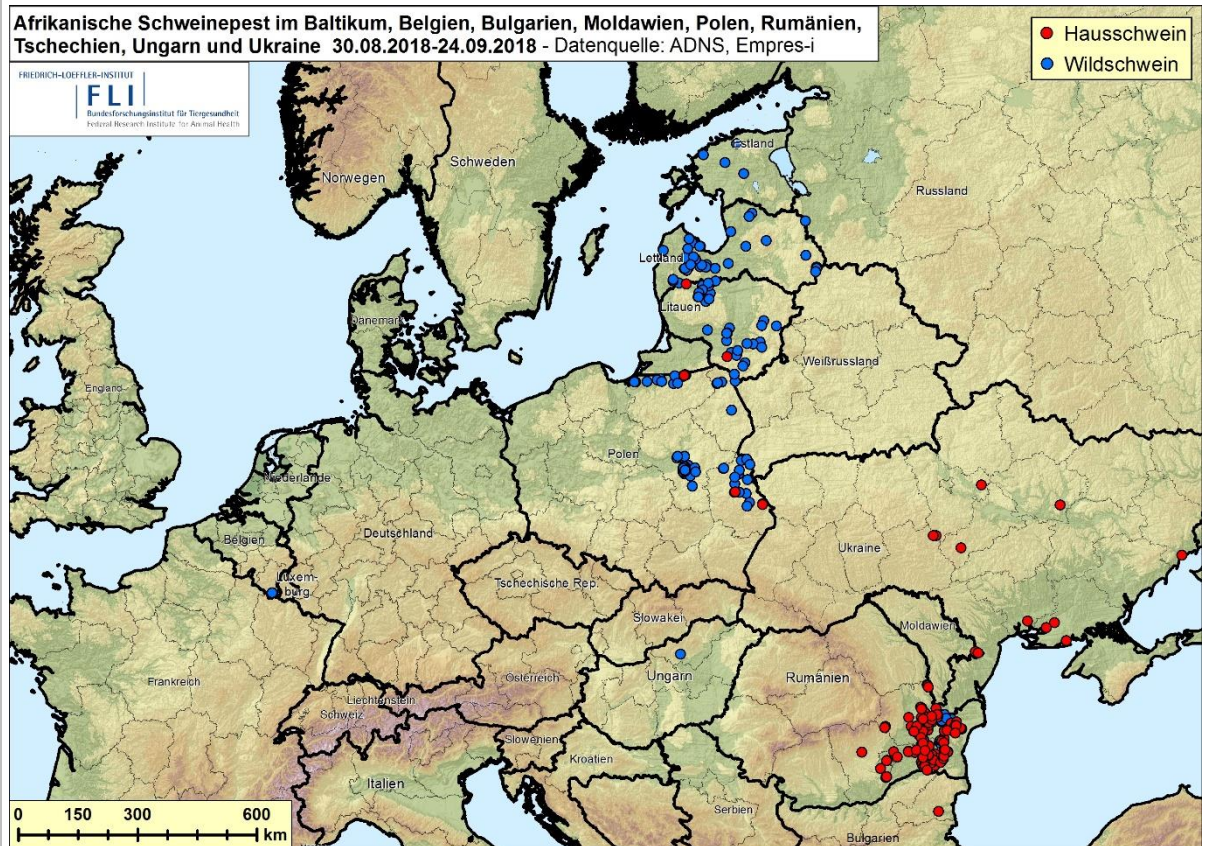 Afrikanische Schweinepest im Baltikum, Belgien, Bulgarien, Moldawien, Polen, Rumänien,
Tschechien, Ungarn und Ukraine 30.08.2018-24.09.2018 - Datenquelle: ADNS, Empres-i
Hausschwein
Wildschwein
FRIEDRICH-LOEFFLER-INSTITUT
FLI
Bundesforschungsinstitut für Tiergesundheit
Federal Research Institute for Animal Health
Estland
Schweden
Norwegen
Russland
Lettland
Litauen
Dänemark
Weißrussland
England
Polen
Niederlande
Deutschland
Belgien
Ukraine
Luxem-
burg
Tschechische Rep.
Slowakei
Moldawien
Frankreich
Österreich
Ungarn
Rumänien
Liechtenstein
Schweiz
Slowenien
Kroatien
Italien
Serbien
Bulgarien
0 150 300 600
km